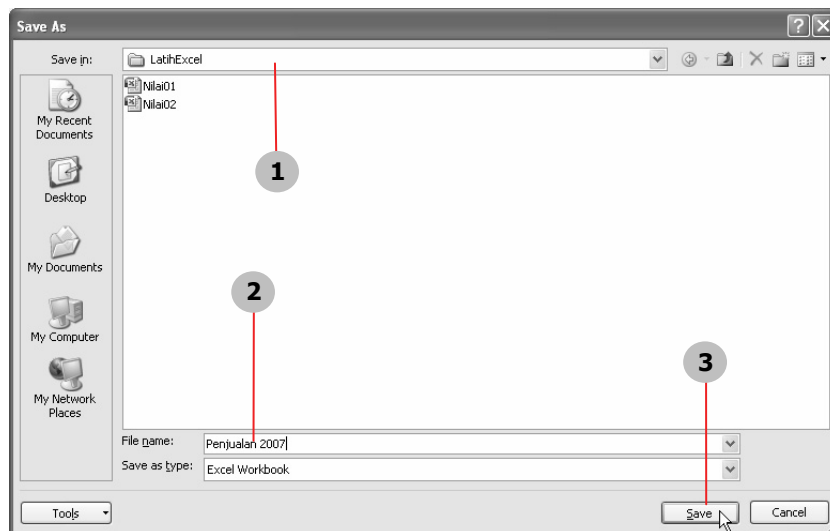 Save As
Save in:
LatihExcel
My Recent
Documents
Desktop
My Documents
My Computer
My Network
Places
Nilai01
Nilai02
1
2
3
File name:
Penjualan 2007
Save as type:
Excel Workbook
Tools
Save
Cancel